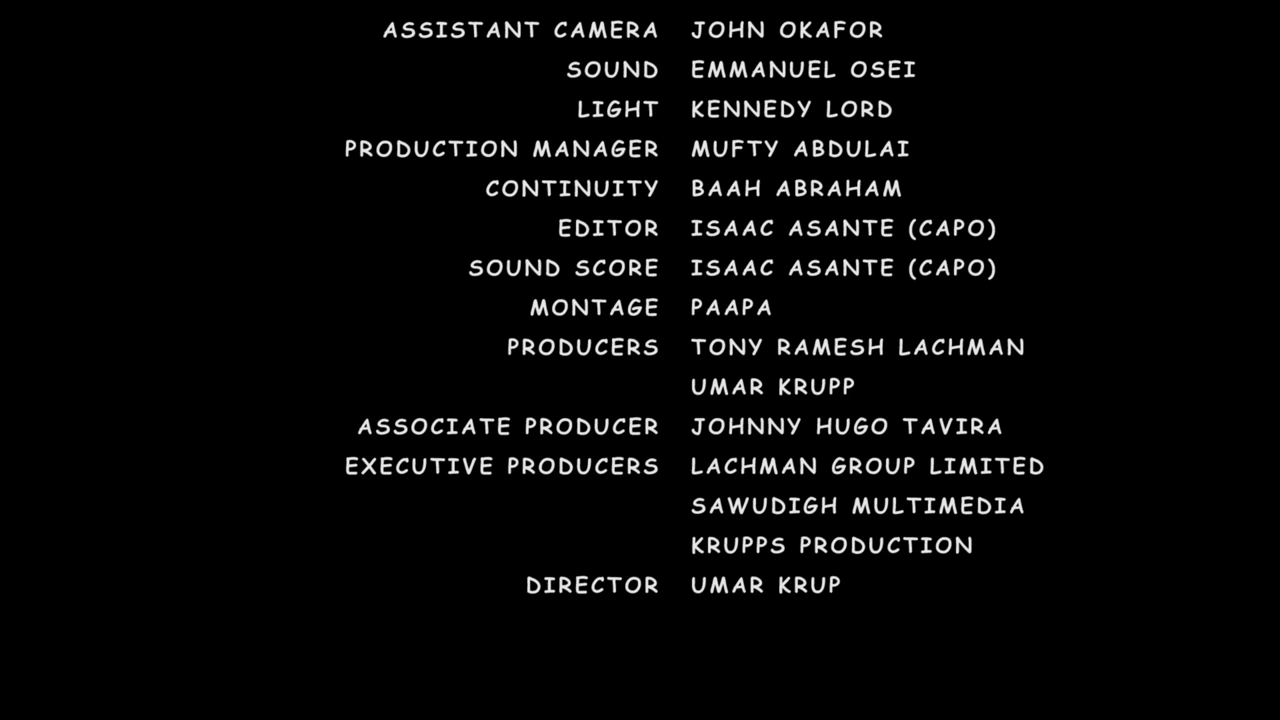 ASSISTANT CAMERA JOHN OKAFOR
SOUND EMMANUEL OSEI
LIGHT KENNEDY LORD
PRODUCTION MANAGER MUFTY ABDULAI
CONTINUITY BAAH ABRAHAM
EDITOR ISAAC ASANTE (CAPO)
SOUND SCORE ISAAC ASANTE (CAPO)
MONTAGE PAAPA
PRODUCERS TONY RAMESH LACHMAN
UMAR KRUPP
ASSOCIATE PRODUCER JOHNNY HUGO TAVIRA
EXECUTIVE PRODUCERS LACHMAN GROUP LIMITED
SAWUDIGH MULTIMEDIA
KRUPPS PRODUCTION
DIRECTOR UMAR KRUP